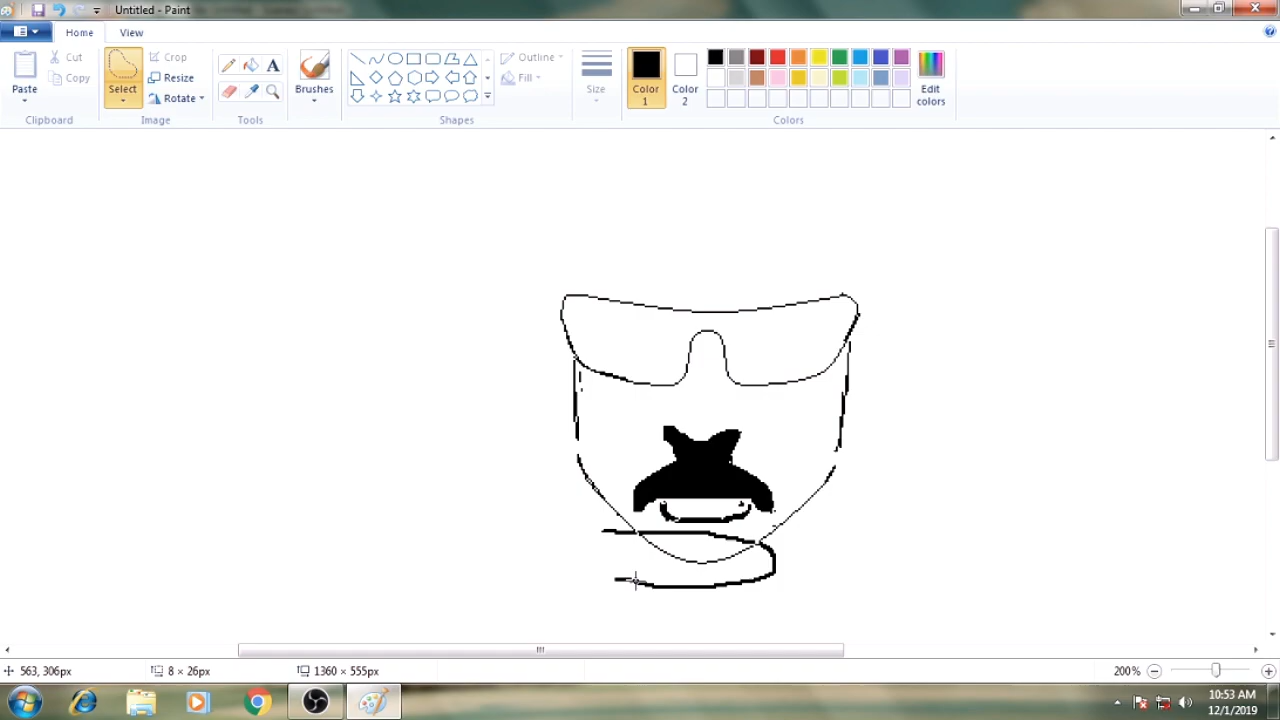 Untitled - Paint
Home View
Paste
Cut
Copy
Clipboard
Select
Crop
Resize
Rotate
Image
Tools
Brushes
Shapes
Outline
Fill
Size
Color 1
Color 2
Edit colors
Colors
563, 306px 8 × 26px 1360 × 555px 200%
10:53 AM
12/1/2019